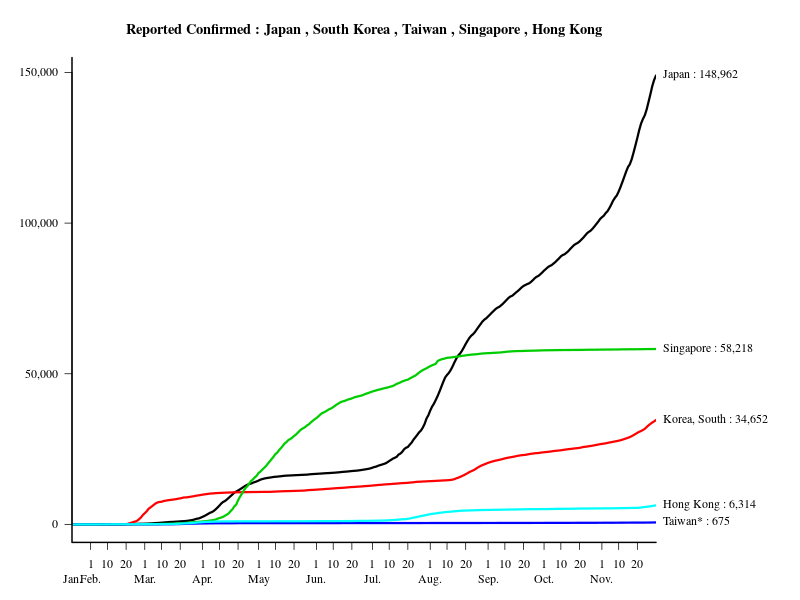 Reported Confirmed : Japan , South Korea , Taiwan , Singapore , Hong Kong
150,000
Japan : 148,962
100,000
Singapore : 58,218
50,000
Korea, South : 34,652
Hong Kong : 6,314
Taiwan* : 675
0
1 10 20 1 10 20 1 10 20 1 10 20 1 10 20 1 10 20 1 10 20 1 10 20 1 10 20 1 10 20
Jan. Feb. Mar. Apr. May Jun. Jul. Aug. Sep. Oct. Nov.